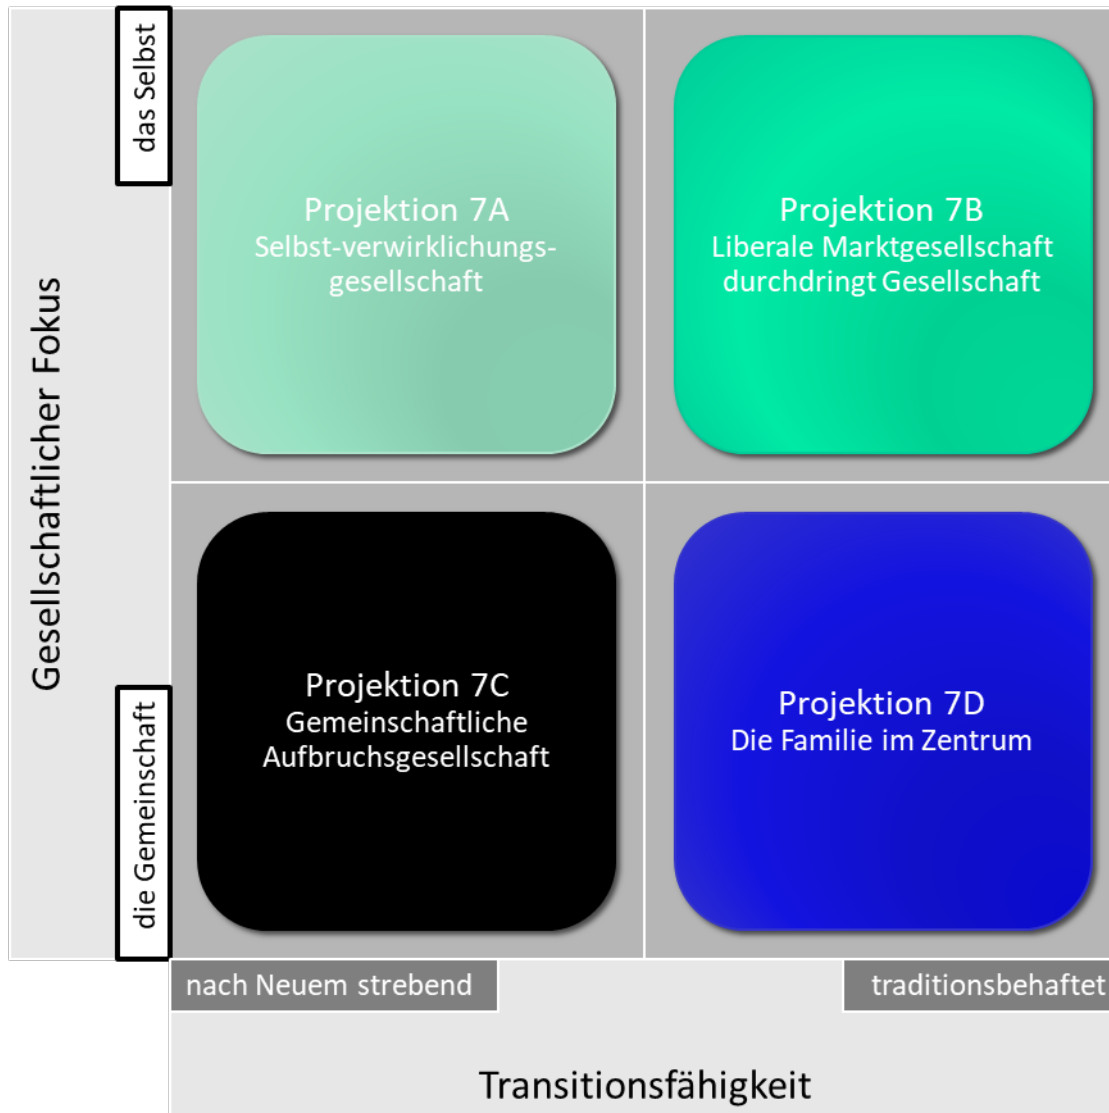 das Selbst
Projektion 7A
Selbst-verwirklichungs-
gesellschaft
Projektion 7B
Liberale Marktgesellschaft
durchdringt Gesellschaft
Gesellschaftlicher Fokus
die Gemeinschaft
Projektion 7C
Gemeinschaftliche
Aufbruchsgesellschaft
Projektion 7D
Die Familie im Zentrum
nach Neuem strebend
traditionsbehaftet
Transitionsfähigkeit